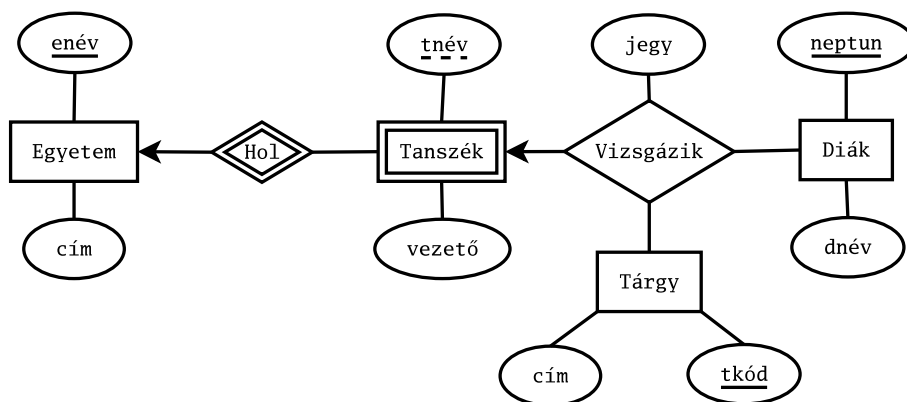 enév
tnév
jegy
neptun
Egyetem
Hol
Tanszék
Vizsgázik
Diák
cím
vezető
dnév
Tárgy
cím
tkód